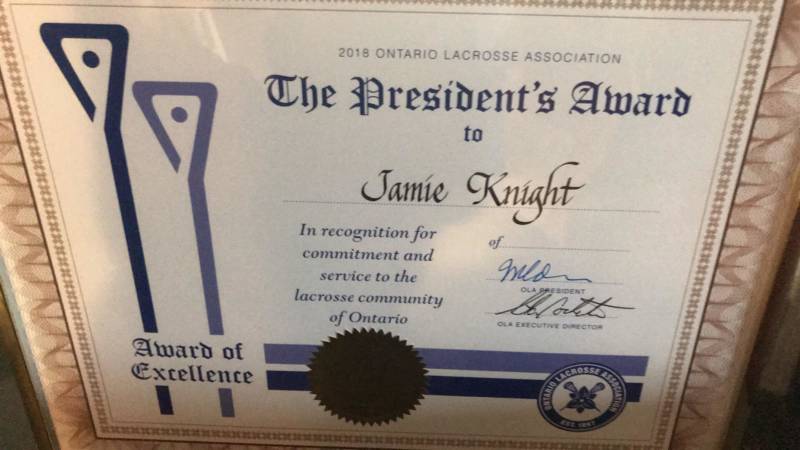 2018 ONTARIO LACROSSE ASSOCIATION
The President's Award
to
Jamie Knight
In recognition for
commitment and
service to the
lacrosse community
of Ontario
of
OLA PRESIDENT
OLA EXECUTIVE DIRECTOR
Award of
Excellence
ONTARIO LACROSSE ASSOCIATION
EST. 1897